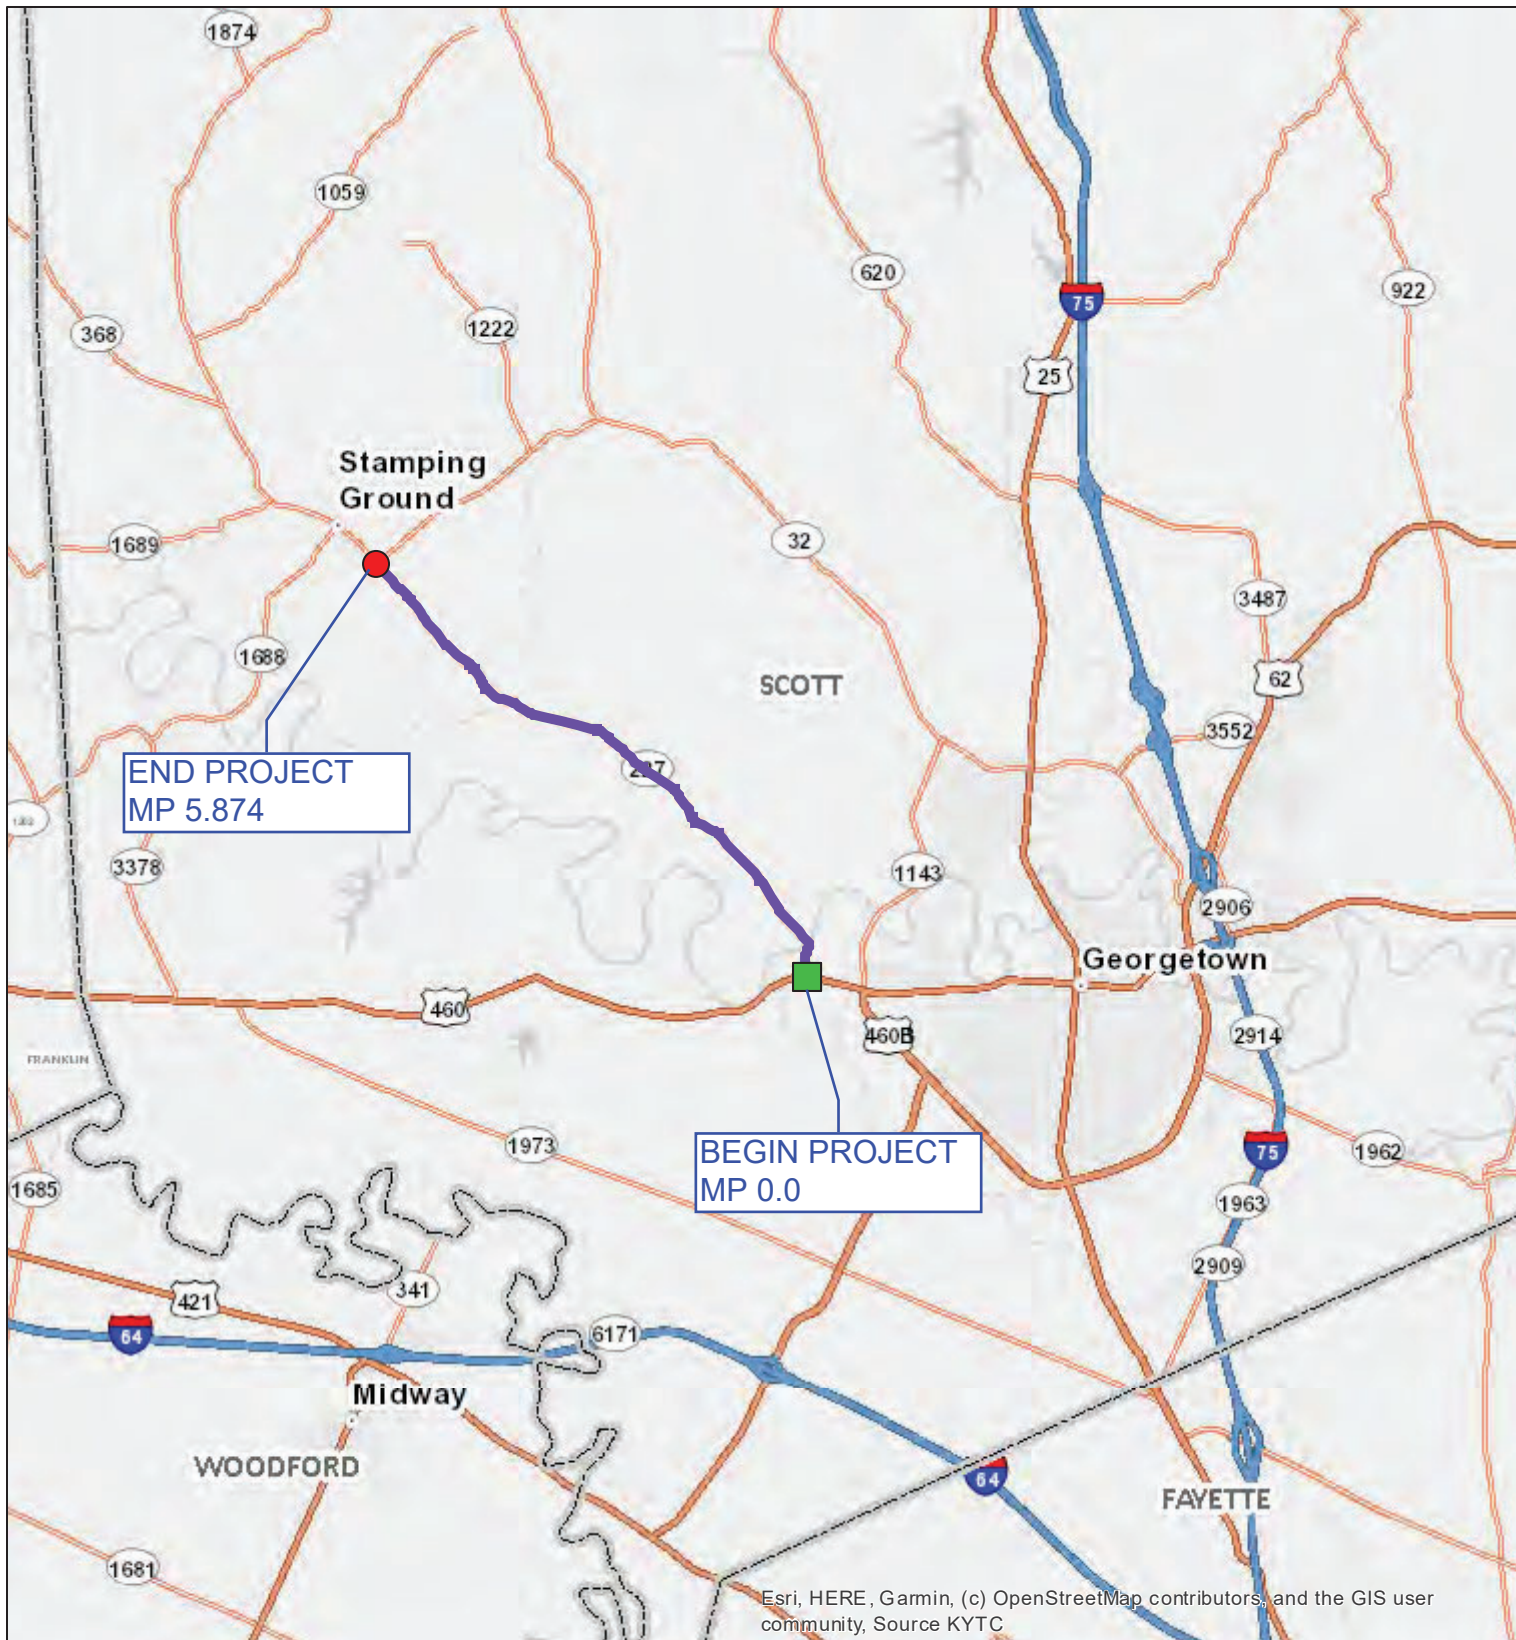 1874
1059
620
922
75
368
1222
25
Stamping
Ground
32
1689
3487
1688
62
SCOTT
3552
227
END PROJECT
MP 5.874
3378
1143
2906
Georgetown
460
460B
2914
FRANKLIN
1973
BEGIN PROJECT
MP 0.0
75
1962
1685
1963
2909
341
421
64
6171
Midway
WOODFORD
64
FAYETTE
1681
Esri, HERE, Garmin, (c) OpenStreetMap contributors, and the GIS user
community, Source KYTC